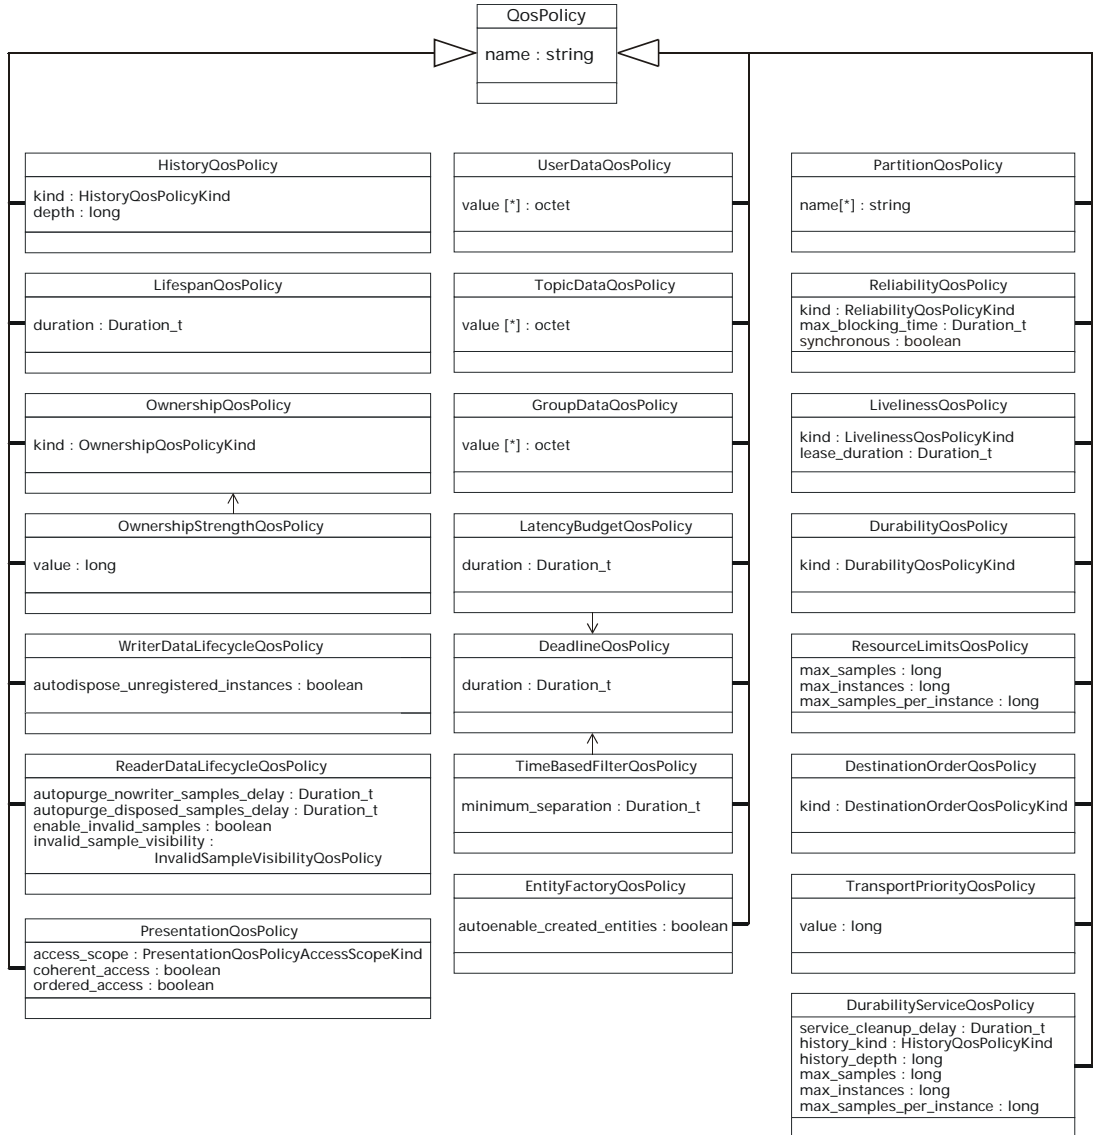 QosPolicy
name : string
HistoryQosPolicy
kind : HistoryQosPolicyKind
depth : long
LifespanQosPolicy
duration : Duration_t
OwnershipQosPolicy
kind : OwnershipQosPolicyKind
OwnershipStrengthQosPolicy
value : long
WriterDataLifecycleQosPolicy
autodispose_unregistered_instances : boolean
ReaderDataLifecycleQosPolicy
autopurge_nowriter_samples_delay : Duration_t
autopurge_disposed_samples_delay : Duration_t
enable_invalid_samples : boolean
invalid_sample_visibility :
InvalidSampleVisibilityQosPolicy
PresentationQosPolicy
access_scope : PresentationQosPolicyAccessScopeKind
coherent_access : boolean
ordered_access : boolean
UserDataQosPolicy
value [*] : octet
TopicDataQosPolicy
value [*] : octet
GroupDataQosPolicy
value [*] : octet
LatencyBudgetQosPolicy
duration : Duration_t
DeadlineQosPolicy
duration : Duration_t
TimeBasedFilterQosPolicy
minimum_separation : Duration_t
EntityFactoryQosPolicy
autoenable_created_entities : boolean
PartitionQosPolicy
name[*] : string
ReliabilityQosPolicy
kind : ReliabilityQosPolicyKind
max_blocking_time : Duration_t
synchronous : boolean
LivelinessQosPolicy
kind : LivelinessQosPolicyKind
lease_duration : Duration_t
DurabilityQosPolicy
kind : DurabilityQosPolicyKind
ResourceLimitsQosPolicy
max_samples : long
max_instances : long
max_samples_per_instance : long
DestinationOrderQosPolicy
kind : DestinationOrderQosPolicyKind
TransportPriorityQosPolicy
value : long
DurabilityServiceQosPolicy
service_cleanup_delay : Duration_t
history_kind : HistoryQosPolicyKind
history_depth : long
max_samples : long
max_instances : long
max_samples_per_instance : long